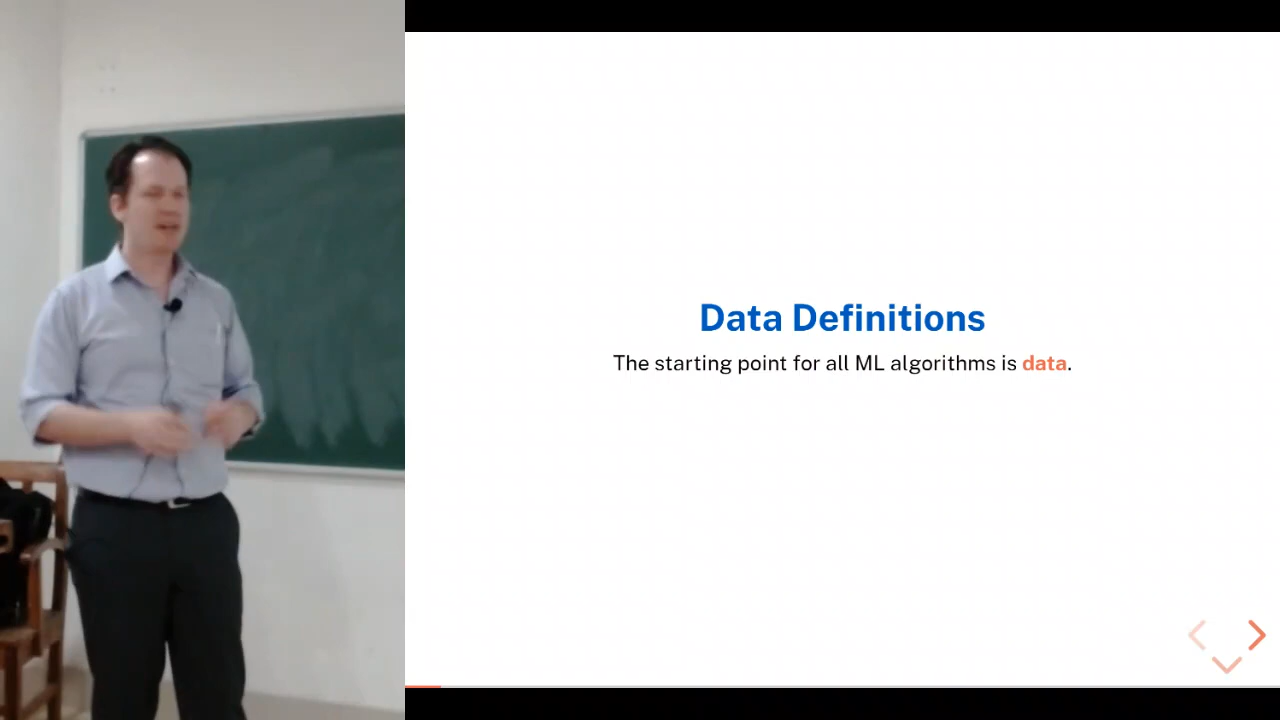 Data Definitions
The starting point for all ML algorithms is data.